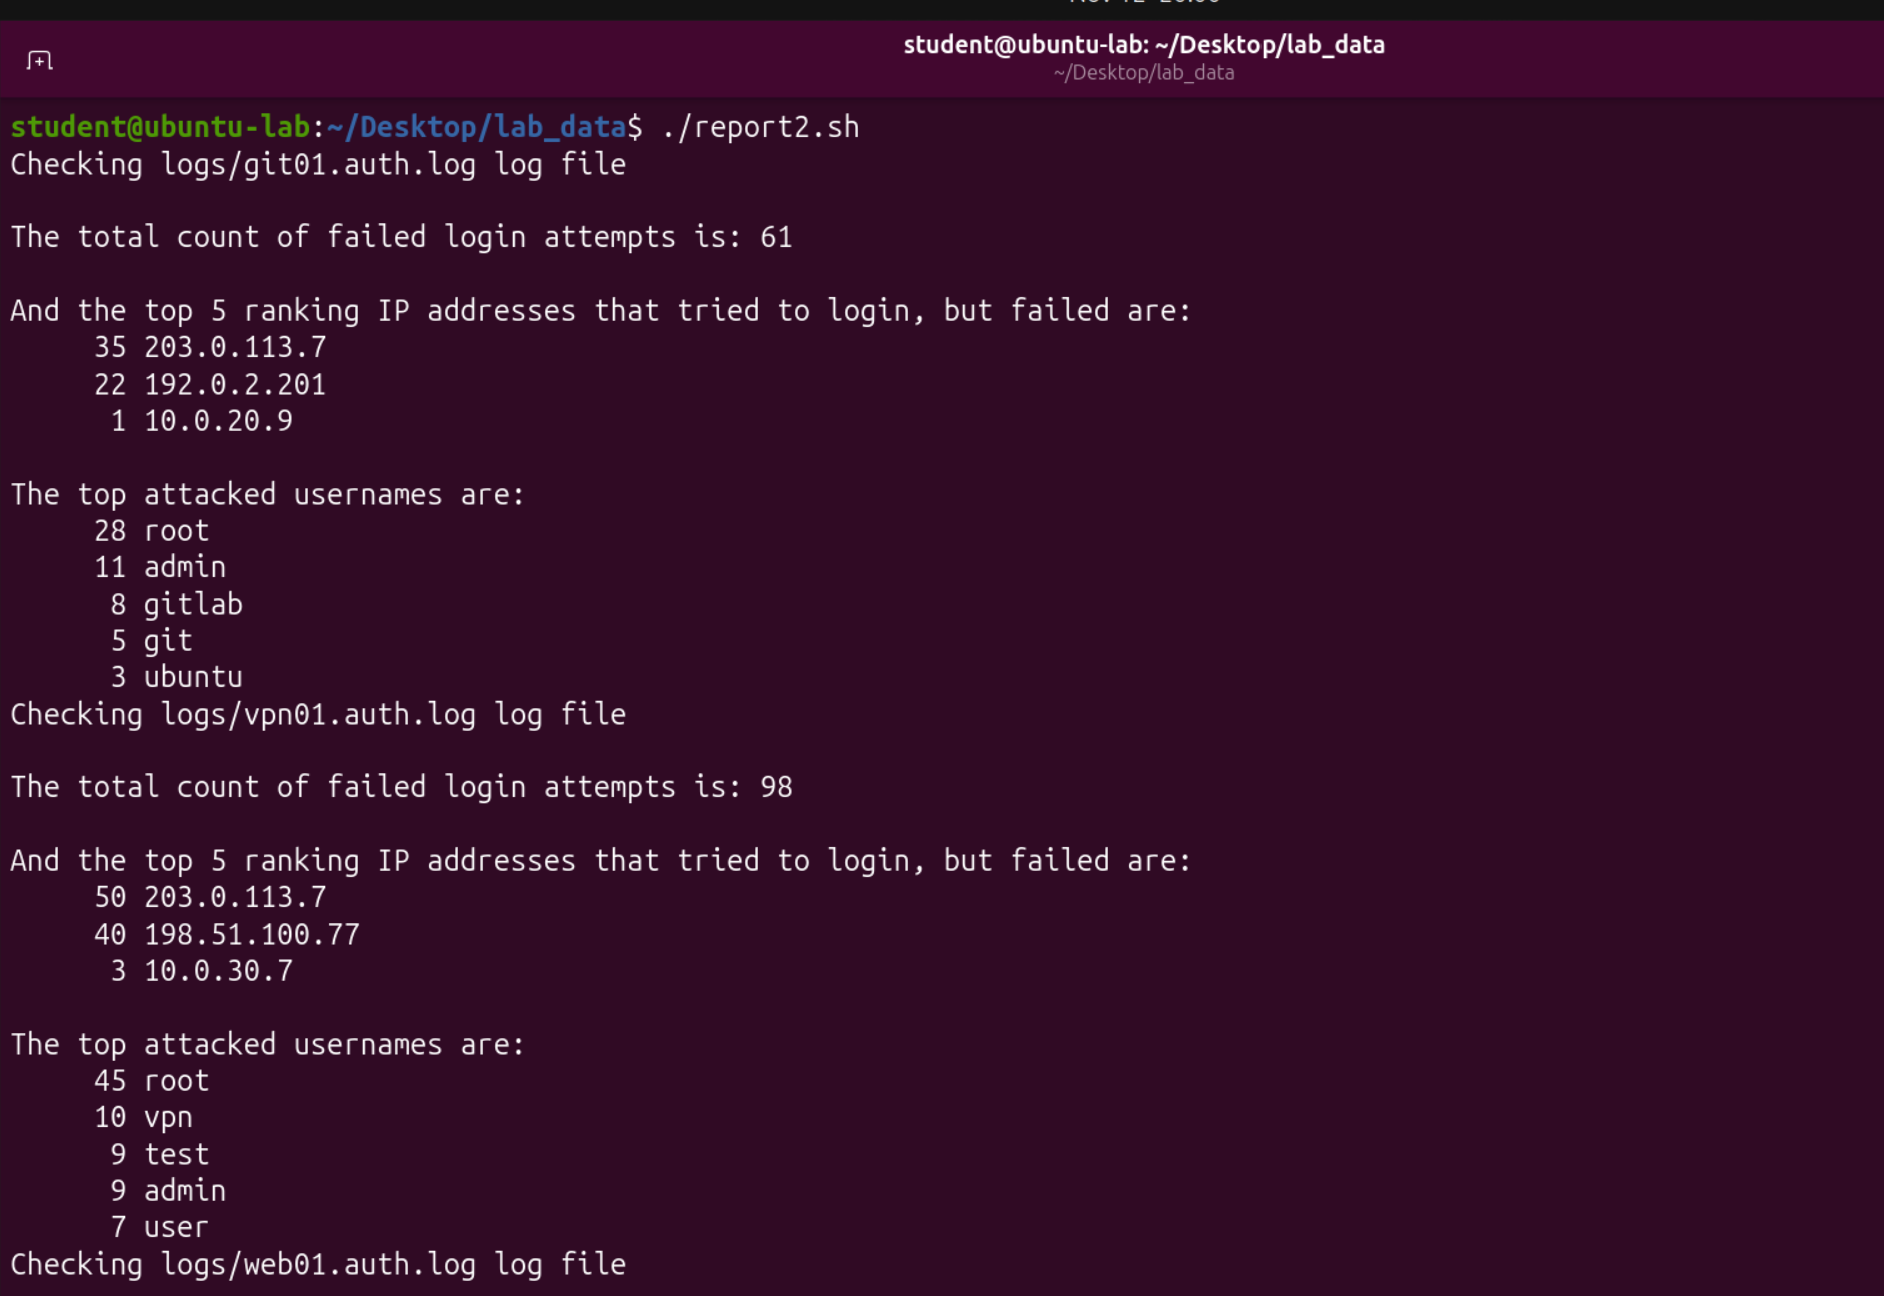 student@ubuntu-lab: ~/Desktop/lab_data
~/Desktop/lab_data
student@ubuntu-lab:~/Desktop/lab_data$ ./report2.sh
Checking logs/git01.auth.log log file
The total count of failed login attempts is: 61
And the top 5 ranking IP addresses that tried to login, but failed are:
35 203.0.113.7
22 192.0.2.201
1 10.0.20.9
The top attacked usernames are:
28 root
11 admin
8 gitlab
5 git
3 ubuntu
Checking logs/vpn01.auth.log log file
The total count of failed login attempts is: 98
And the top 5 ranking IP addresses that tried to login, but failed are:
50 203.0.113.7
40 198.51.100.77
3 10.0.30.7
The top attacked usernames are:
45 root
10 vpn
9 test
9 admin
7 user
Checking logs/web01.auth.log log file